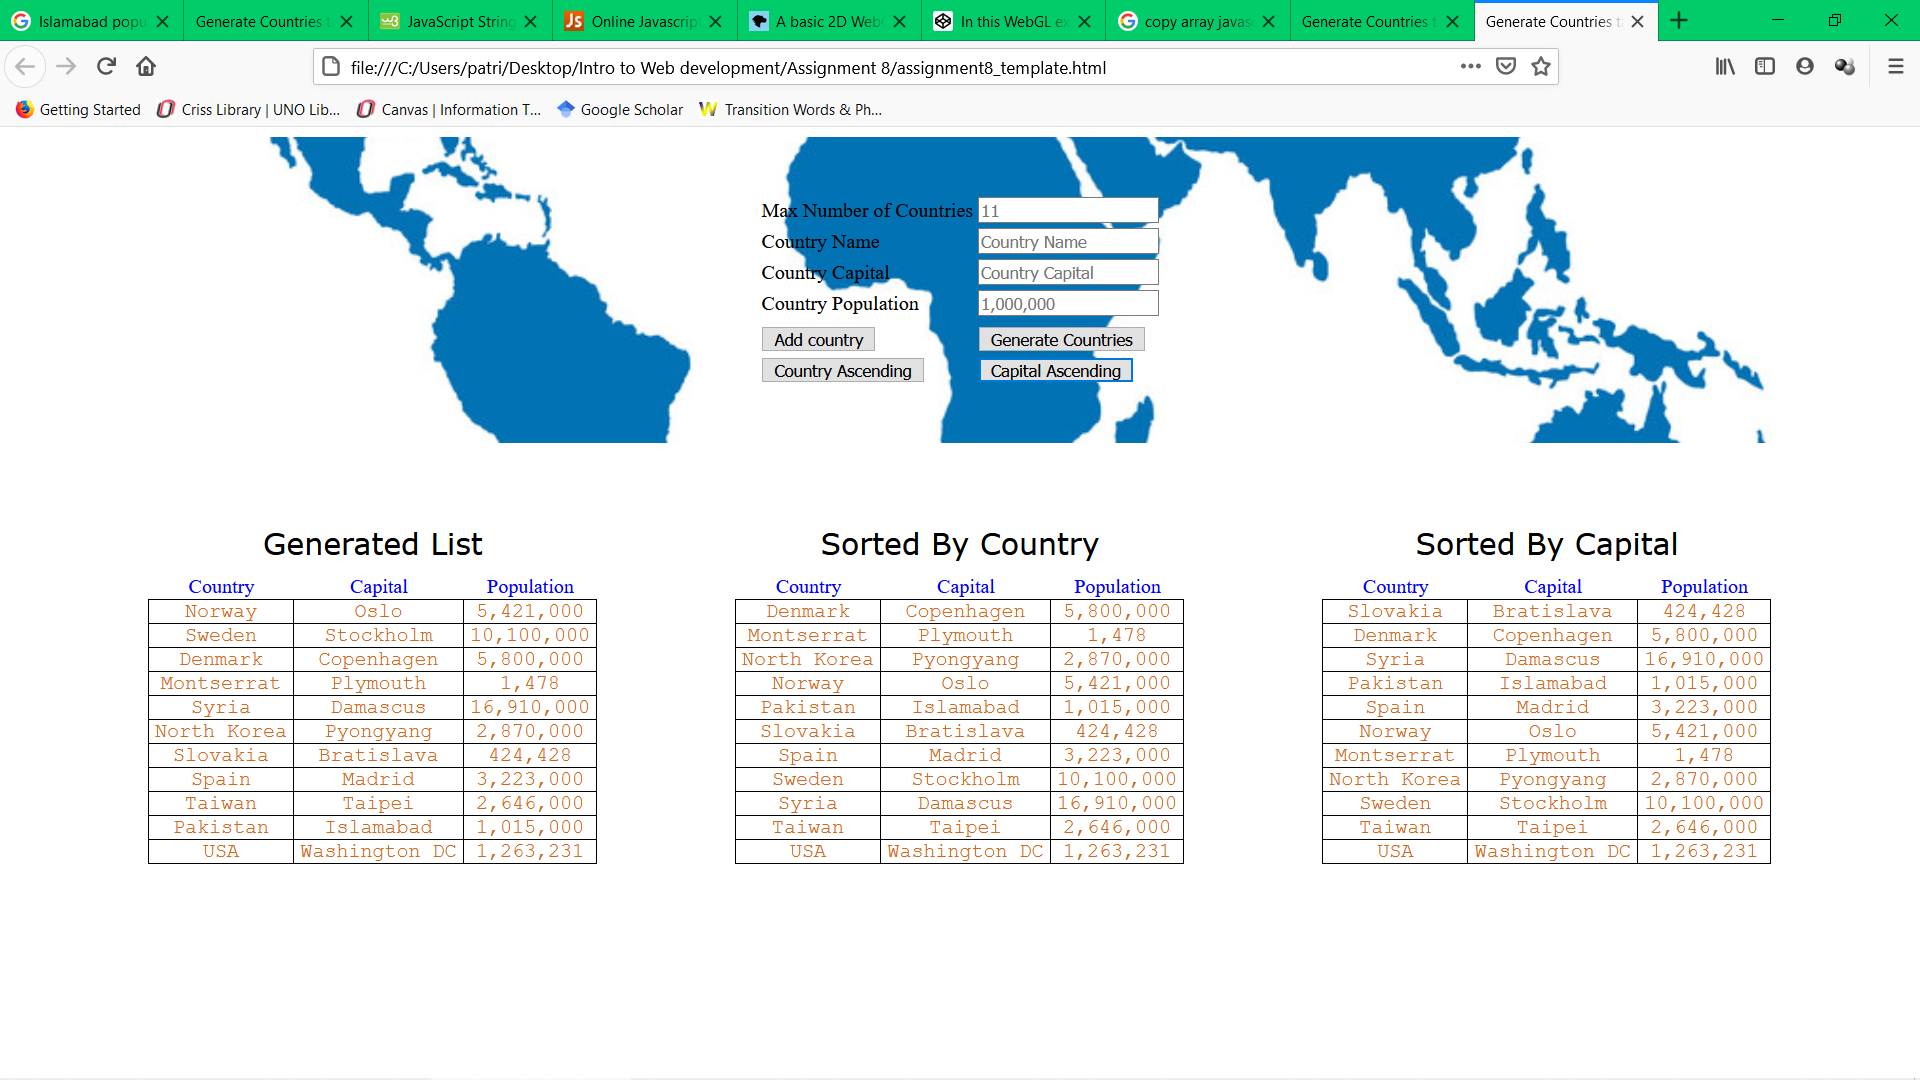 Islamabad popu
Generate Countries t
JavaScript String
Online Javascrip
A basic 2D WebG
In this WebGL ex
copy array javas
Generate Countries t
Generate Countries t
file:///C:/Users/patri/Desktop/Intro to Web development/Assignment 8/assignment8_template.html
Getting Started
Criss Library | UNO Lib...
Canvas | Information T...
Google Scholar
Transition Words & Ph...
Max Number of Countries 11
Country Name Country Name
Country Capital Country Capital
Country Population 1,000,000
Add country Generate Countries
Country Ascending Capital Ascending
Generated List
Country Capital Population
Norway Oslo 5,421,000
Sweden Stockholm 10,100,000
Denmark Copenhagen 5,800,000
Montserrat Plymouth 1,478
Syria Damascus 16,910,000
North Korea Pyongyang 2,870,000
Slovakia Bratislava 424,428
Spain Madrid 3,223,000
Taiwan Taipei 2,646,000
Pakistan Islamabad 1,015,000
USA Washington DC 1,263,231
Sorted By Country
Country Capital Population
Denmark Copenhagen 5,800,000
Montserrat Plymouth 1,478
North Korea Pyongyang 2,870,000
Norway Oslo 5,421,000
Pakistan Islamabad 1,015,000
Slovakia Bratislava 424,428
Spain Madrid 3,223,000
Sweden Stockholm 10,100,000
Syria Damascus 16,910,000
Taiwan Taipei 2,646,000
USA Washington DC 1,263,231
Sorted By Capital
Country Capital Population
Slovakia Bratislava 424,428
Denmark Copenhagen 5,800,000
Syria Damascus 16,910,000
Pakistan Islamabad 1,015,000
Spain Madrid 3,223,000
Norway Oslo 5,421,000
Montserrat Plymouth 1,478
North Korea Pyongyang 2,870,000
Sweden Stockholm 10,100,000
Taiwan Taipei 2,646,000
USA Washington DC 1,263,231